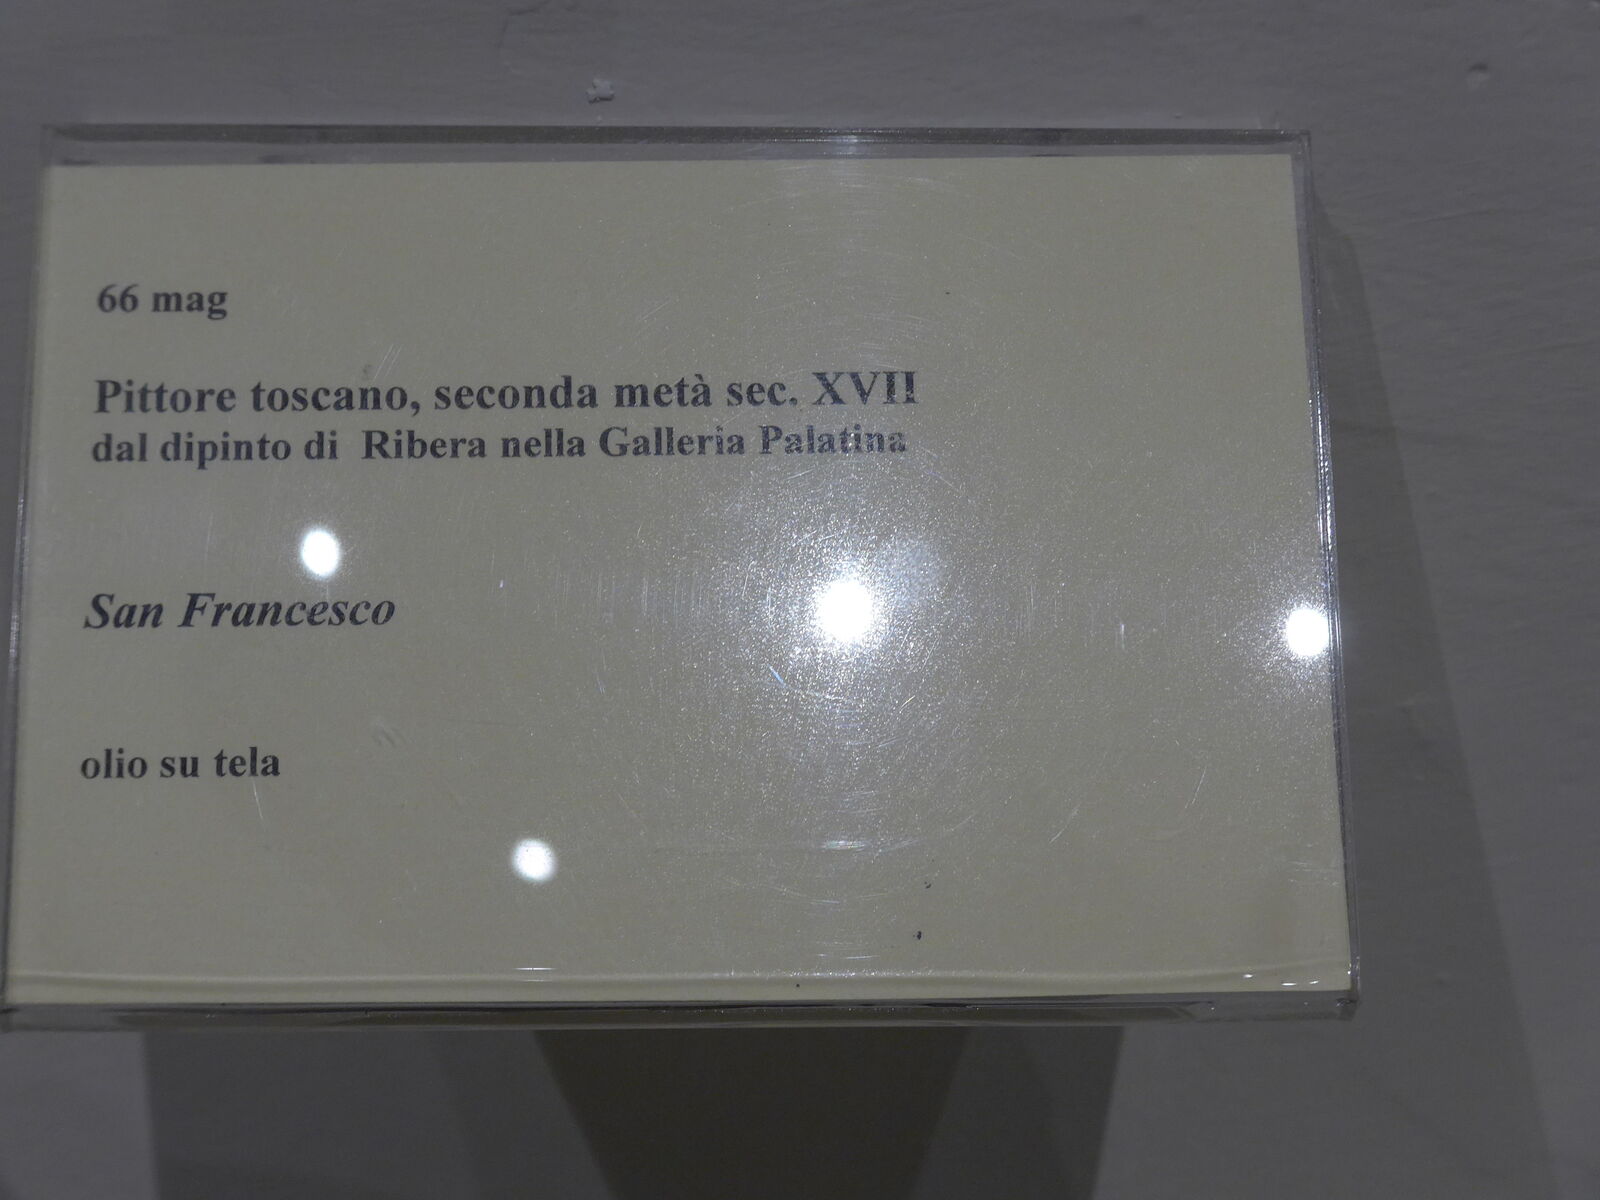 66 mag
Pittore toscano, seconda metà sec. XVII
dal dipinto di Ribera nella Galleria Palatina
San Francesco
olio su tela